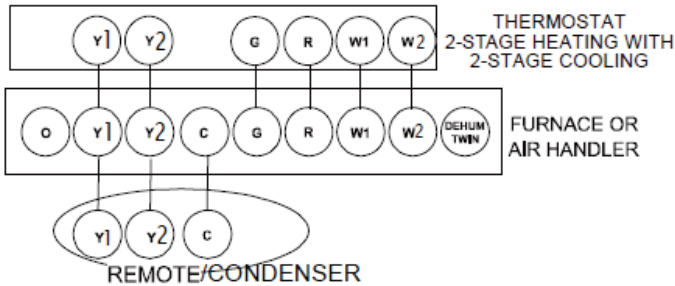 Y1 Y2 G R W1 W2
THERMOSTAT
2-STAGE HEATING WITH
2-STAGE COOLING
O Y1 Y2 C G R W1 W2 DEHUM TWIN
FURNACE OR
AIR HANDLER
Y1 Y2 C
REMOTE/CONDENSER